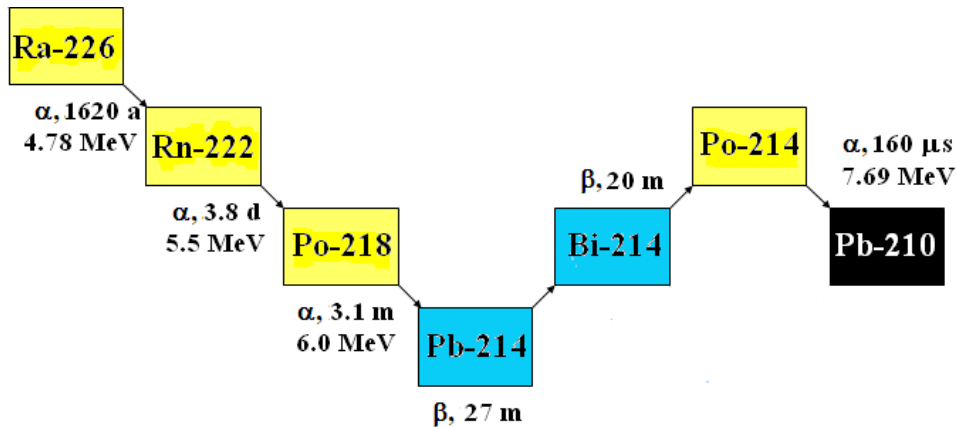 Ra-226
α, 1620 a
4.78 MeV
Rn-222
α, 3.8 d
5.5 MeV
Po-218
α, 3.1 m
6.0 MeV
Pb-214
β, 27 m
Bi-214
β, 20 m
Po-214
α, 160 μs
7.69 MeV
Pb-210